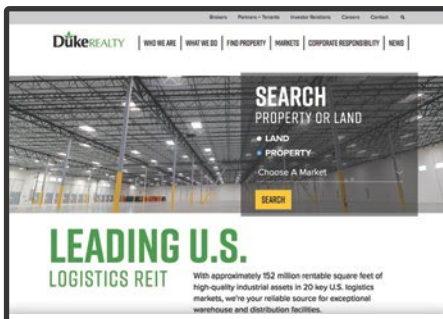 Brokers Partners + Tenants Investor Relations Careers Contact
Duke REALTY WHO WE ARE WHAT WE DO FIND PROPERTY MARKETS CORPORATE RESPONSIBILITY NEWS
SEARCH
PROPERTY OR LAND
LAND
PROPERTY
Choose A Market
SEARCH
LEADING U.S.
LOGISTICS REIT
With approximately 152 million rentable square feet of
high-quality industrial assets in 20 key U.S. logistics
markets, we're your reliable source for exceptional
warehouse and distribution facilities.